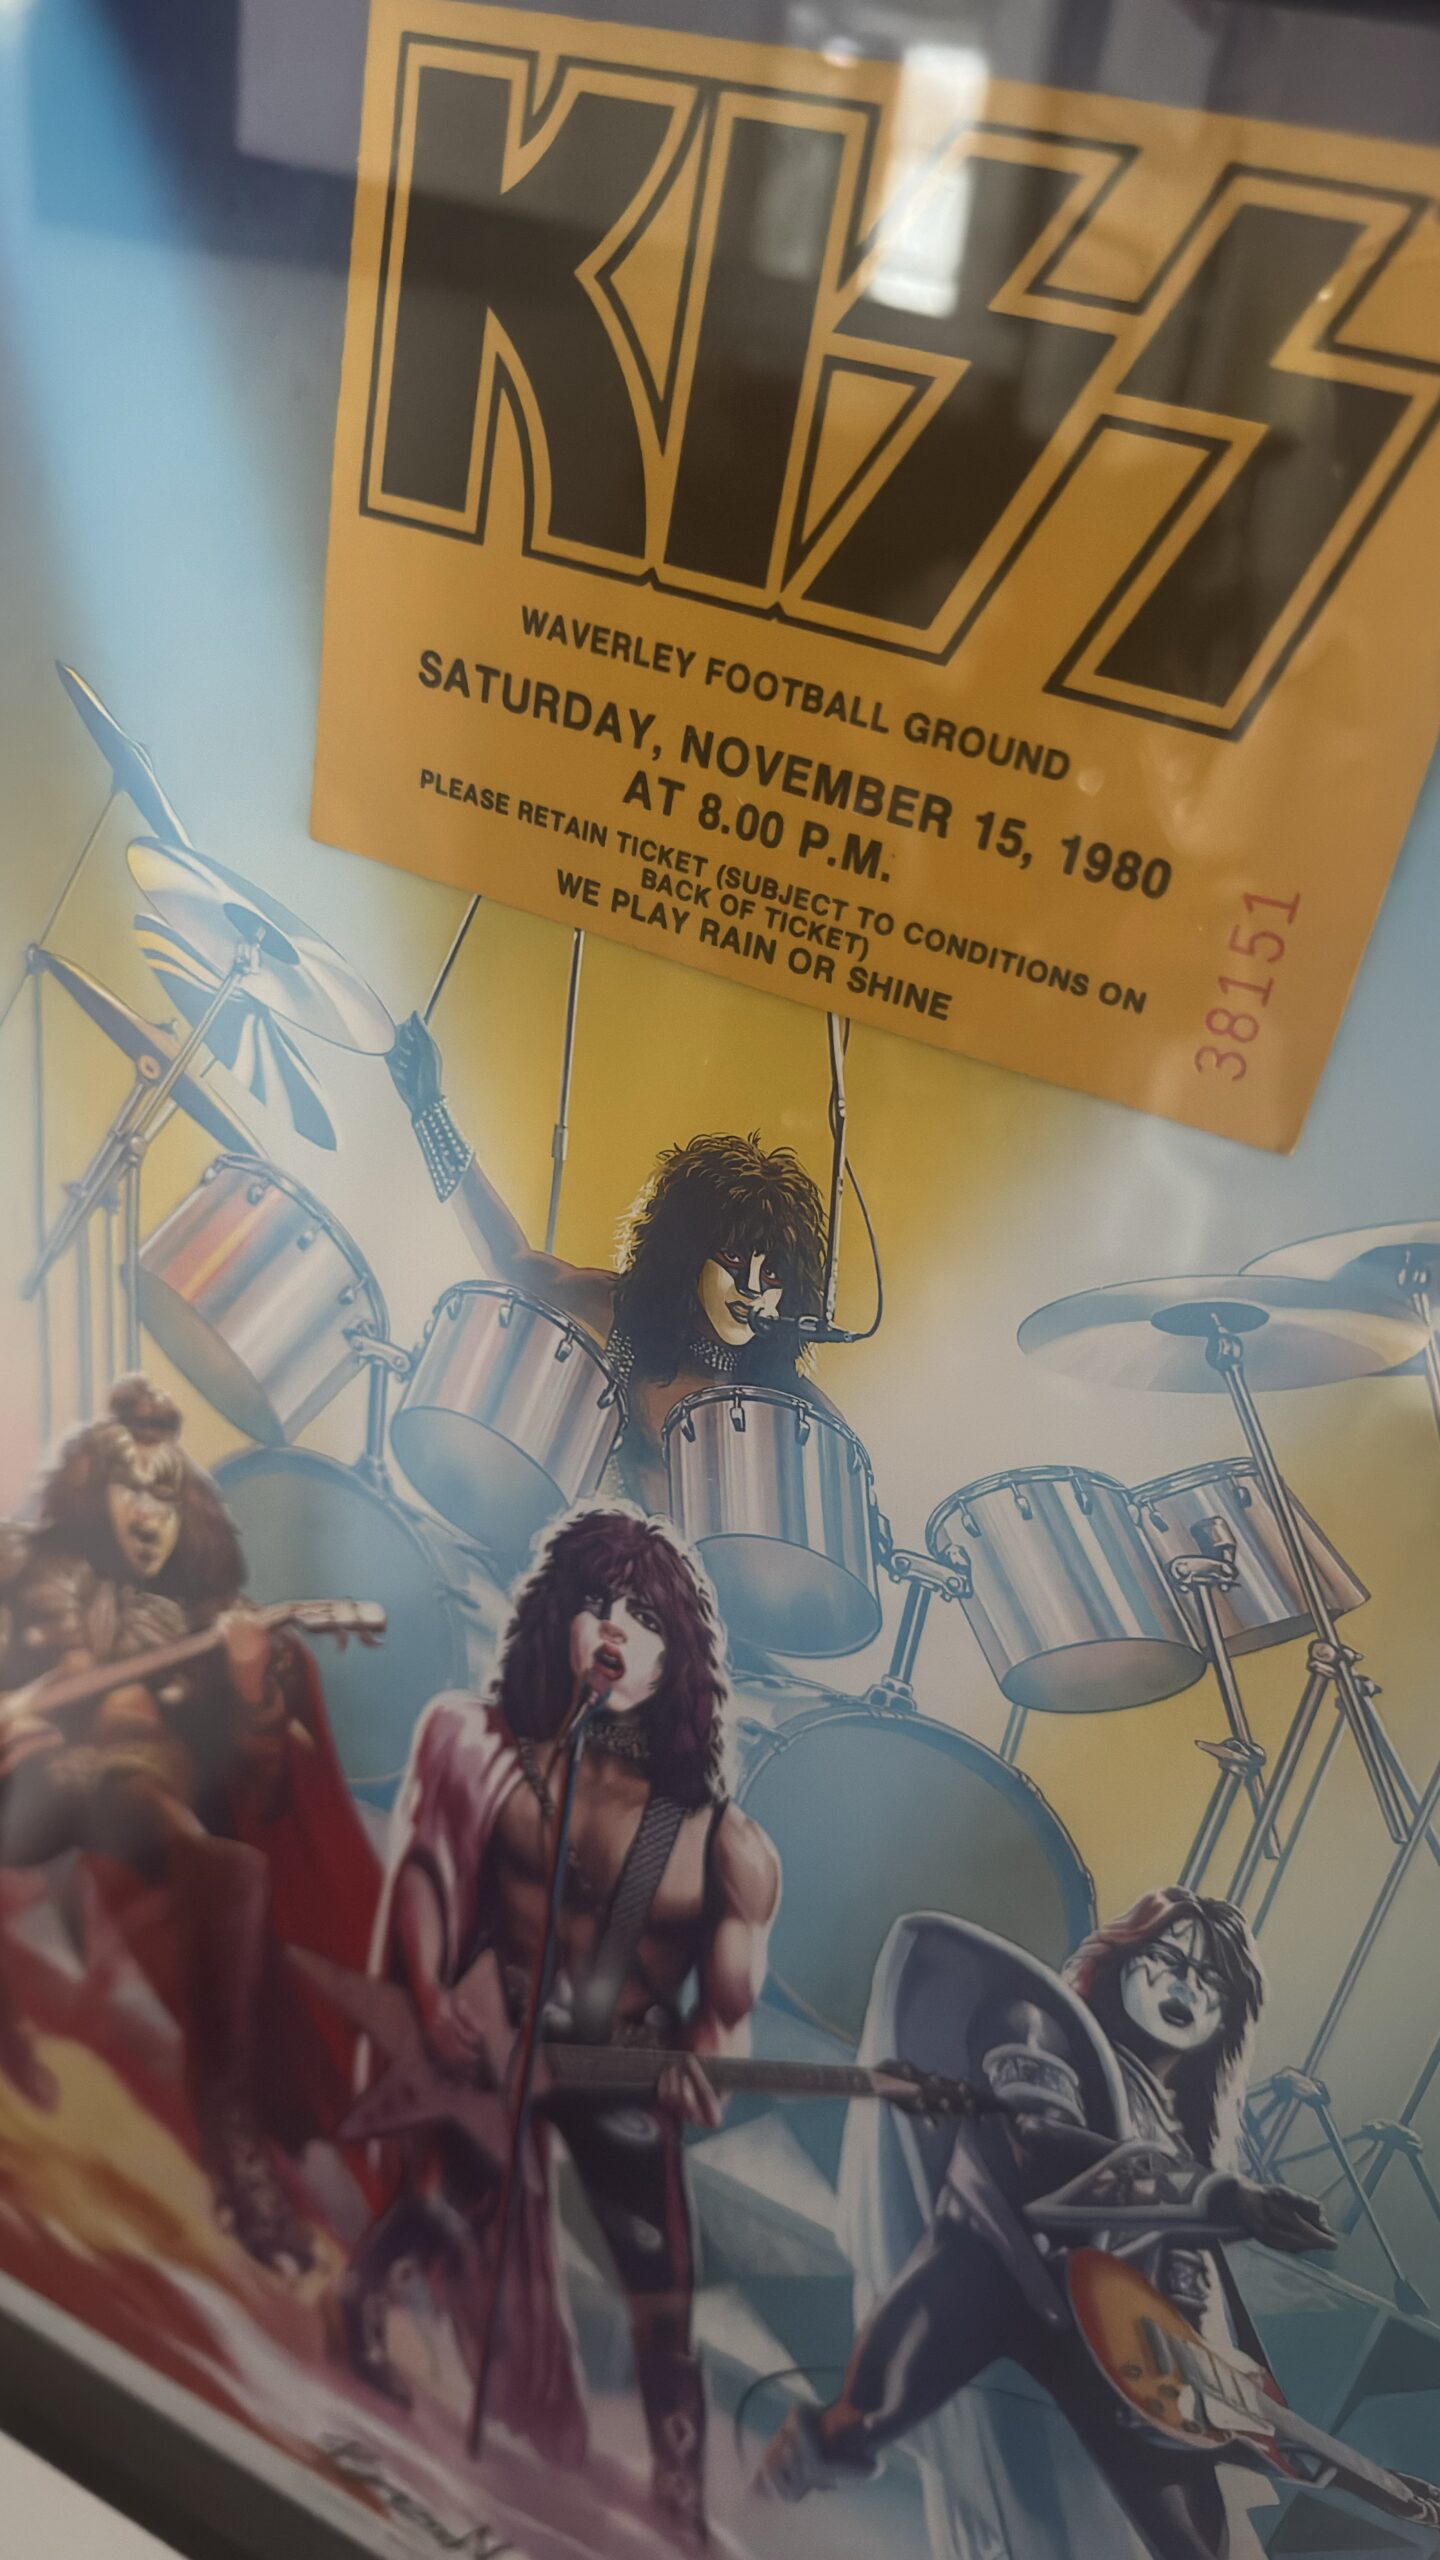 KISS
WAVERLEY FOOTBALL GROUND
SATURDAY, NOVEMBER 15, 1980
AT 8.00 P.M.
PLEASE RETAIN TICKET (SUBJECT TO CONDITIONS ON
BACK OF TICKET)
WE PLAY RAIN OR SHINE
38151